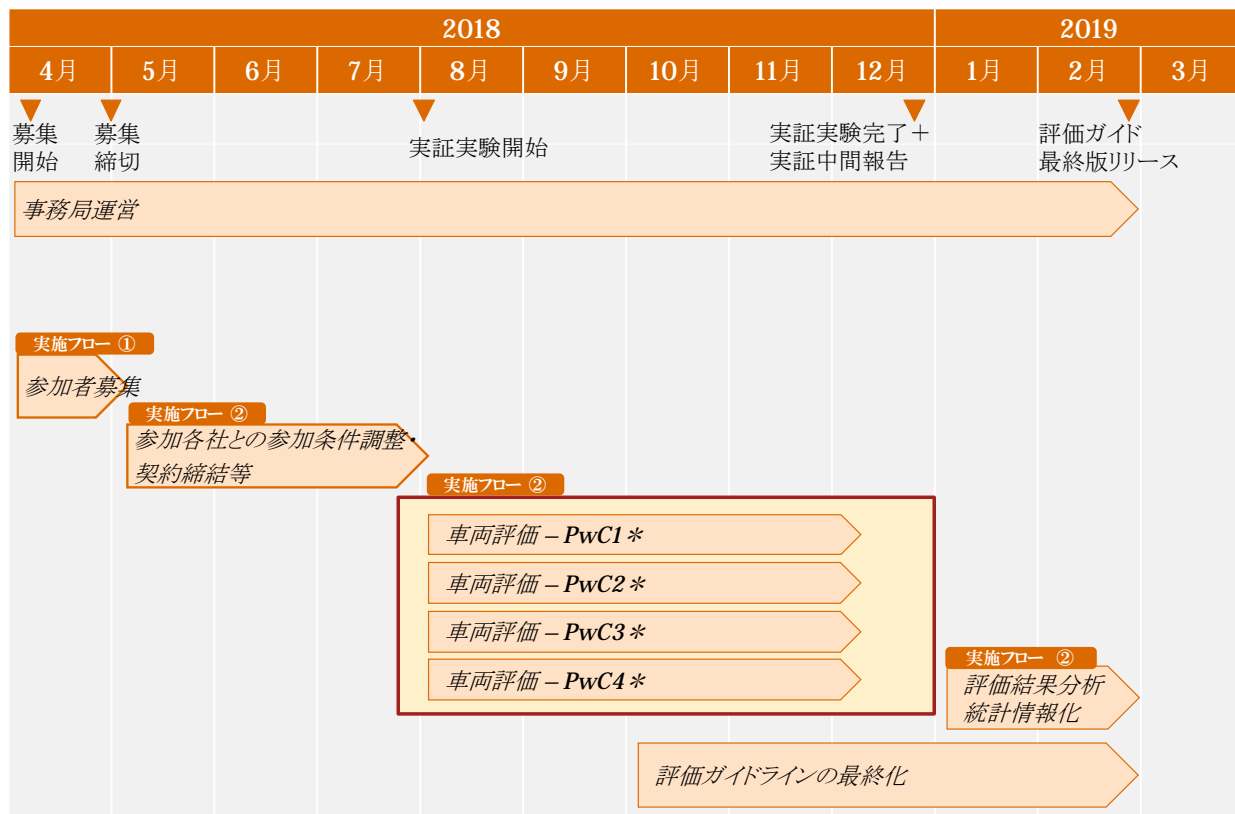 2018
2019
4月
5月
6月
7月
8月
9月
10月
11月
12月
1月
2月
3月
募集
開始
募集
締切
実証実験開始
実証実験完了＋
実証中間報告
評価ガイド
最終版リリース
事務局運営
実施フロー ①
参加者募集
実施フロー ②
参加各社との参加条件調整・
契約締結等
実施フロー ②
車両評価 – PwC1＊
車両評価 – PwC2＊
車両評価 – PwC3＊
車両評価 – PwC4＊
実施フロー ②
評価結果分析
統計情報化
評価ガイドラインの最終化